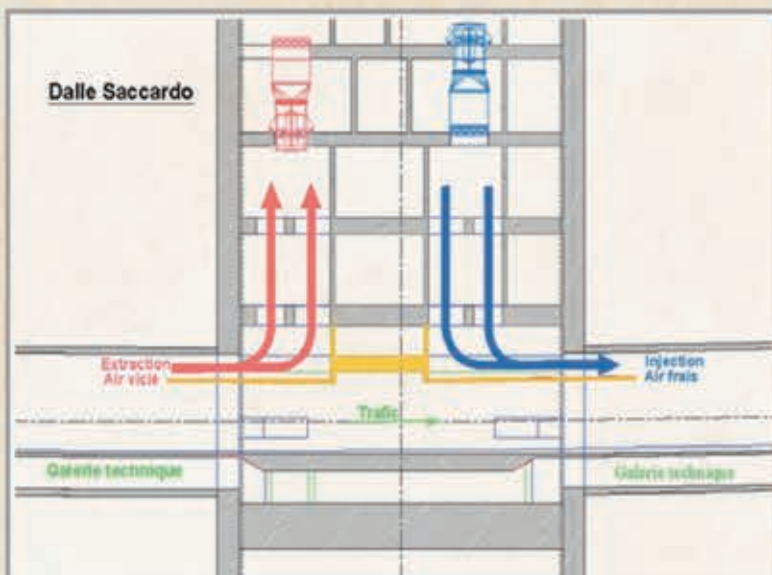 Dalle Saccardo
Extraction
Air vicié
Injection
Air frais
Trafic
Galerie technique
Galerie technique